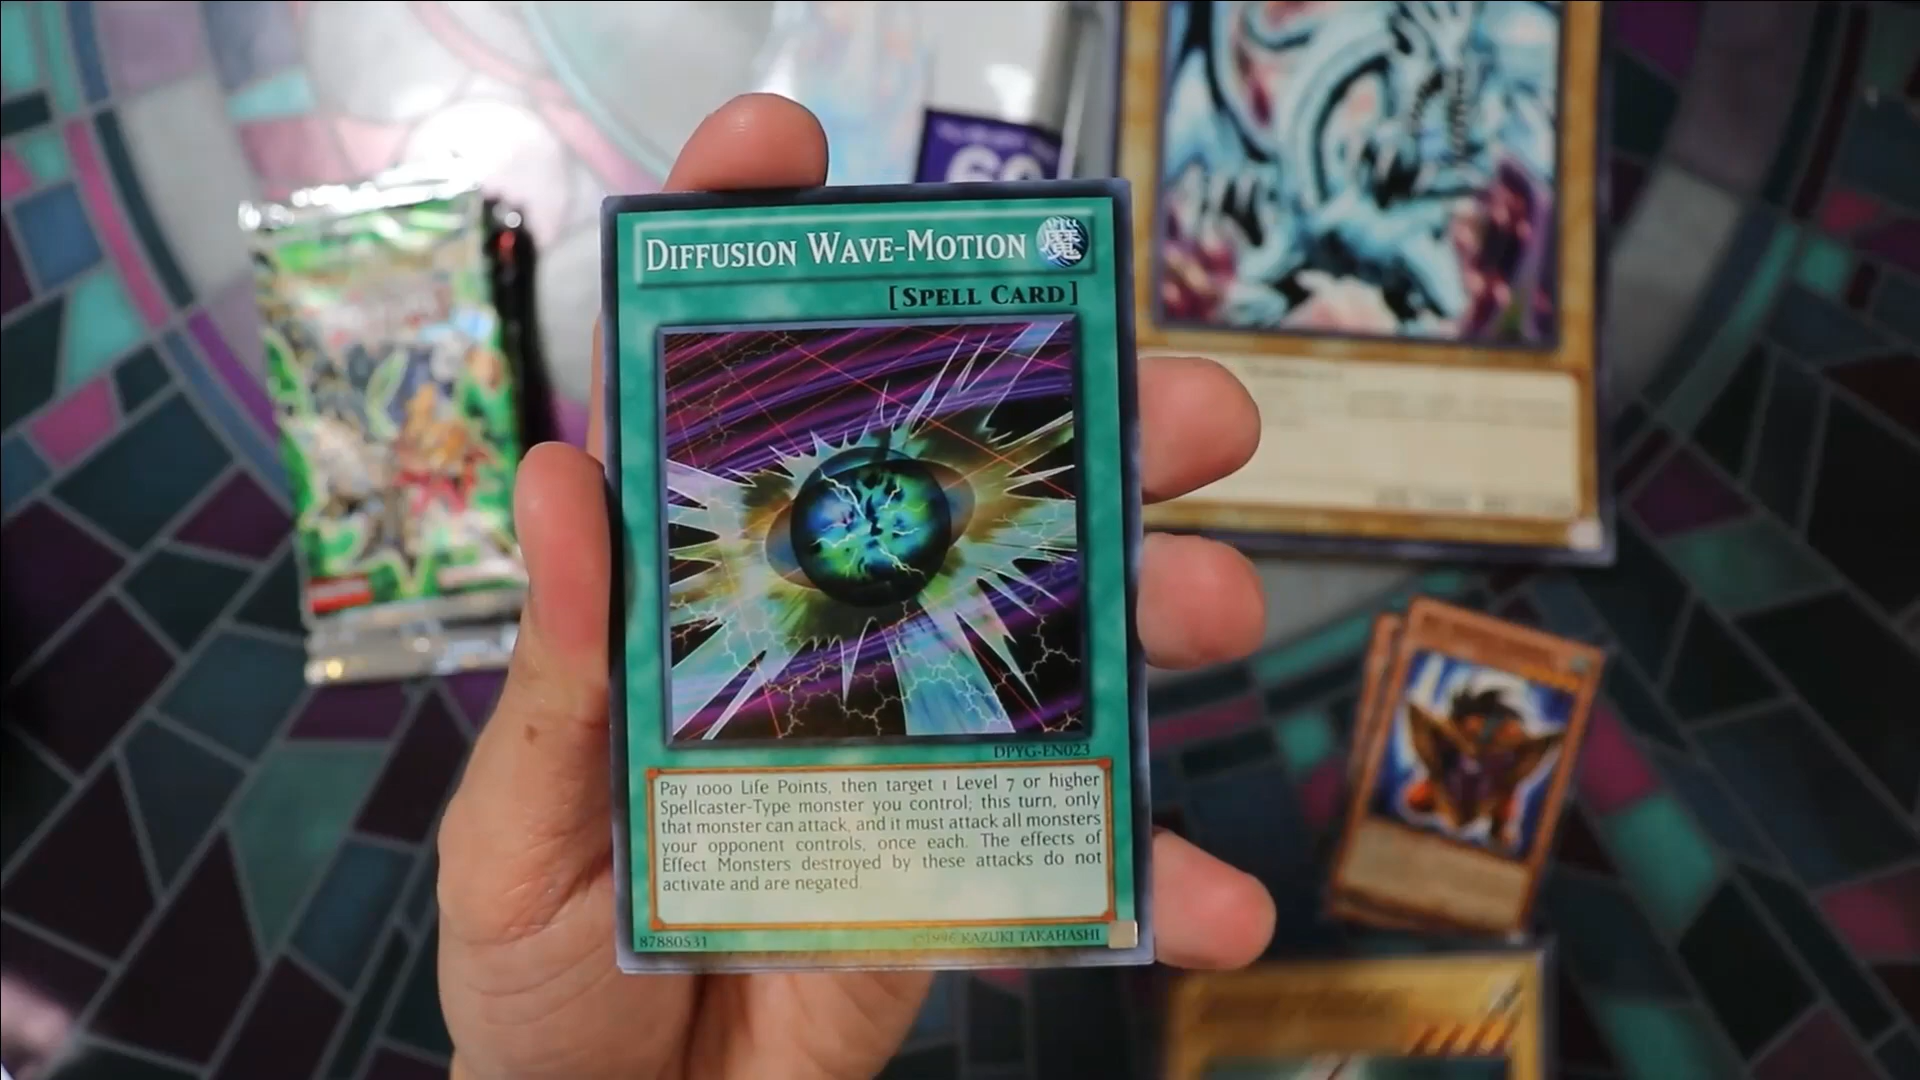 DIFFUSION WAVE-MOTION
魔
[SPELL CARD]
DPYG-EN023
Pay 1000 Life Points, then target 1 Level 7 or higher
Spellcaster-Type monster you control; this turn, only
that monster can attack, and it must attack all monsters
your opponent controls, once each. The effects of
Effect Monsters destroyed by these attacks do not
activate and are negated.
87880531
©1996 KAZUKI TAKAHASHI